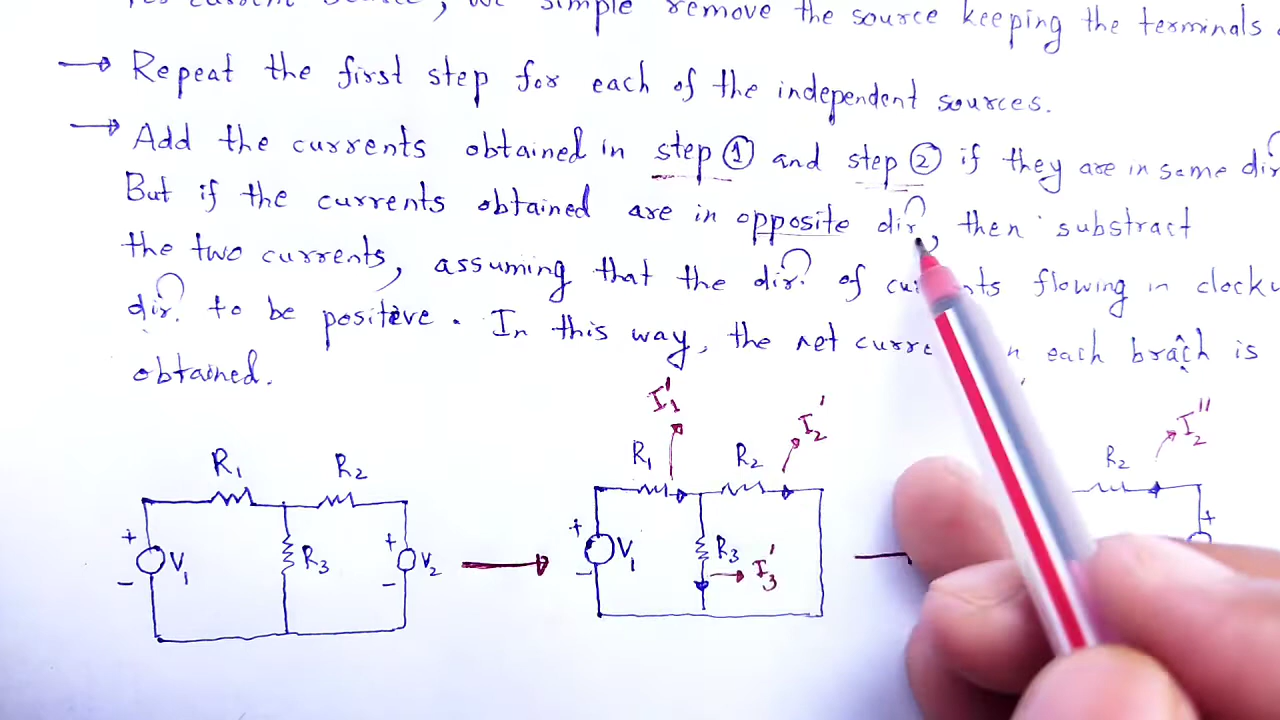 current source, we simple remove the source keeping the terminals
→ Repeat the first step for each of the independent sources.
→ Add the currents obtained in step ① and step ② if they are in same dir
But if the currents obtained are in opposite dir., then substract
the two currents, assuming that the dir. of flowing in
dir. to be positive. In this way, the net each brach is
obtained.
R1
R2
+
-
V1
R3
+
-
V2
I1'
I2'
R1
R2
+
-
V1
R3
I3'
I2''
R2
+